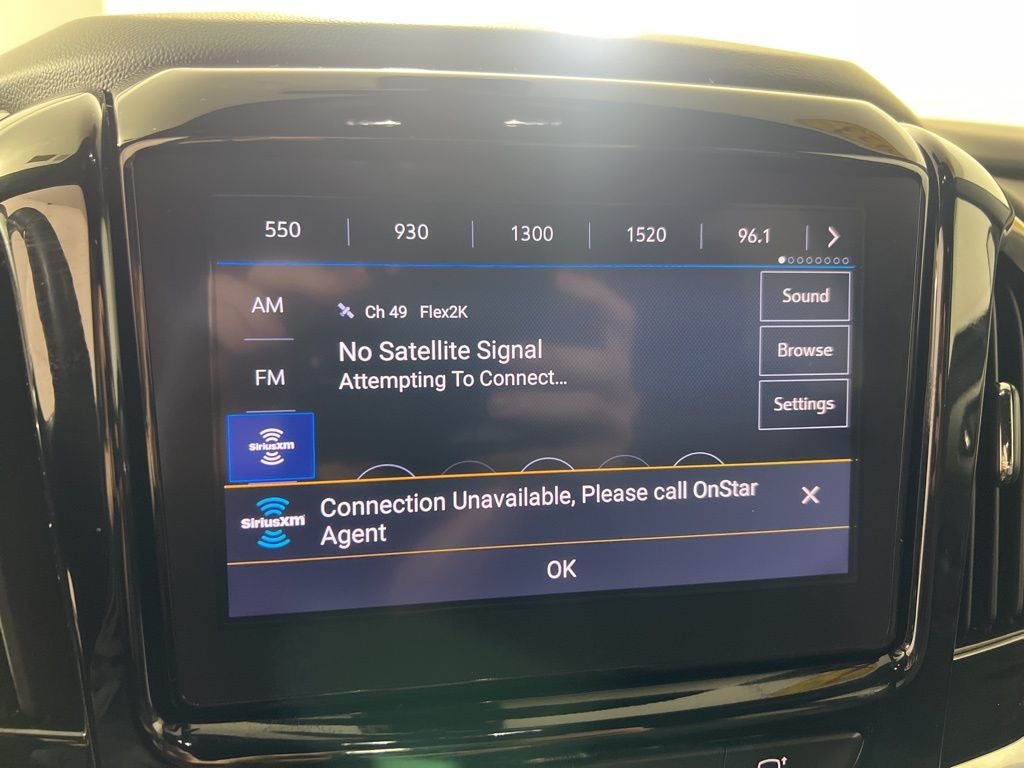 550 930 1300 1520 96.1
AM
Ch 49 Flex2K
Sound
No Satellite Signal
Browse
FM
Attempting To Connect...
Settings
SiriusXM
SiriusXM
Connection Unavailable, Please call OnStar
Agent
OK